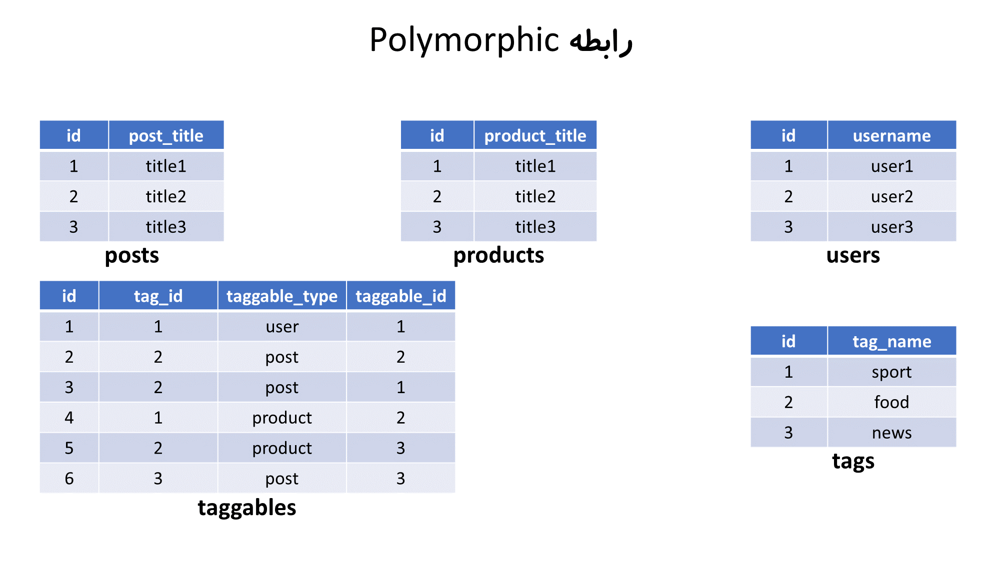 رابطه Polymorphic
id post_title
1 title1
2 title2
3 title3
posts
id product_title
1 title1
2 title2
3 title3
products
id username
1 user1
2 user2
3 user3
users
id tag_id taggable_type taggable_id
1 1 user 1
2 2 post 2
3 2 post 1
4 1 product 2
5 2 product 3
6 3 post 3
taggables
id tag_name
1 sport
2 food
3 news
tags